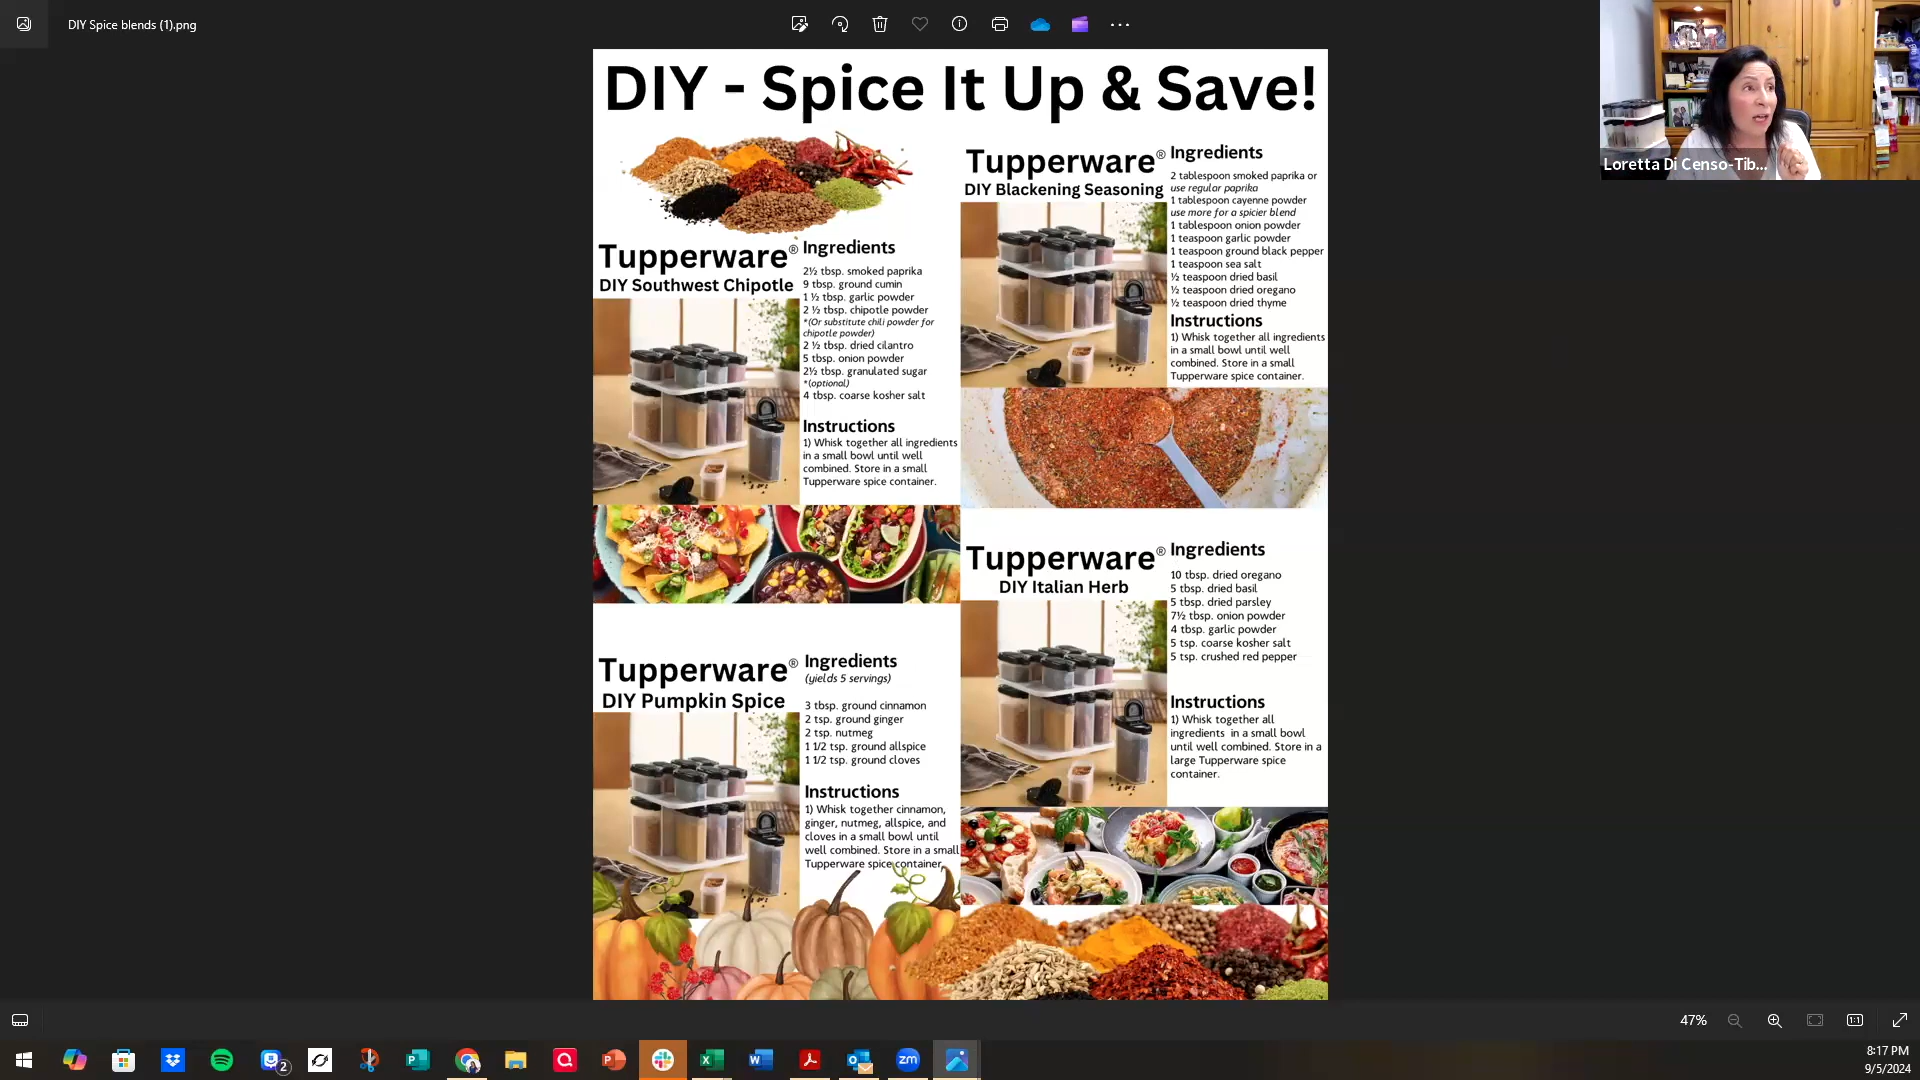 DIY Spice blends (1).png
DIY - Spice It Up & Save!
Loretta Di Censo-Tib...
Tupperware®
DIY Southwest Chipotle
Ingredients
2½ tbsp. smoked paprika
9 tbsp. ground cumin
1 ½ tbsp. garlic powder
2 ½ tbsp. chipotle powder
*(Or substitute chili powder for
chipotle powder)
2 ½ tbsp. dried cilantro
5 tbsp. onion powder
2½ tbsp. granulated sugar
*(optional)
4 tbsp. coarse kosher salt
Instructions
1) Whisk together all ingredients
in a small bowl until well
combined. Store in a small
Tupperware spice container.
Tupperware®
DIY Blackening Seasoning
Ingredients
2 tablespoon smoked paprika or
use regular paprika
1 tablespoon cayenne powder
use more for a spicier blend
1 tablespoon onion powder
1 teaspoon garlic powder
1 teaspoon ground black pepper
1 teaspoon sea salt
½ teaspoon dried basil
½ teaspoon dried oregano
½ teaspoon dried thyme
Instructions
1) Whisk together all ingredients
in a small bowl until well
combined. Store in a small
Tupperware spice container.
Tupperware®
DIY Pumpkin Spice
Ingredients
(yields 5 servings)
3 tbsp. ground cinnamon
2 tsp. ground ginger
2 tsp. nutmeg
1 1/2 tsp. ground allspice
1 1/2 tsp. ground cloves
Instructions
1) Whisk together cinnamon,
ginger, nutmeg, allspice, and
cloves in a small bowl until
well combined. Store in a small
Tupperware spice container.
Tupperware®
DIY Italian Herb
Ingredients
10 tbsp. dried oregano
5 tbsp. dried basil
5 tbsp. dried parsley
7½ tbsp. onion powder
4 tbsp. garlic powder
5 tsp. coarse kosher salt
5 tsp. crushed red pepper
Instructions
1) Whisk together all
ingredients in a small bowl
until well combined. Store in a
large Tupperware spice
container.
47%
1:1
2
zm
8:17 PM
9/5/2024